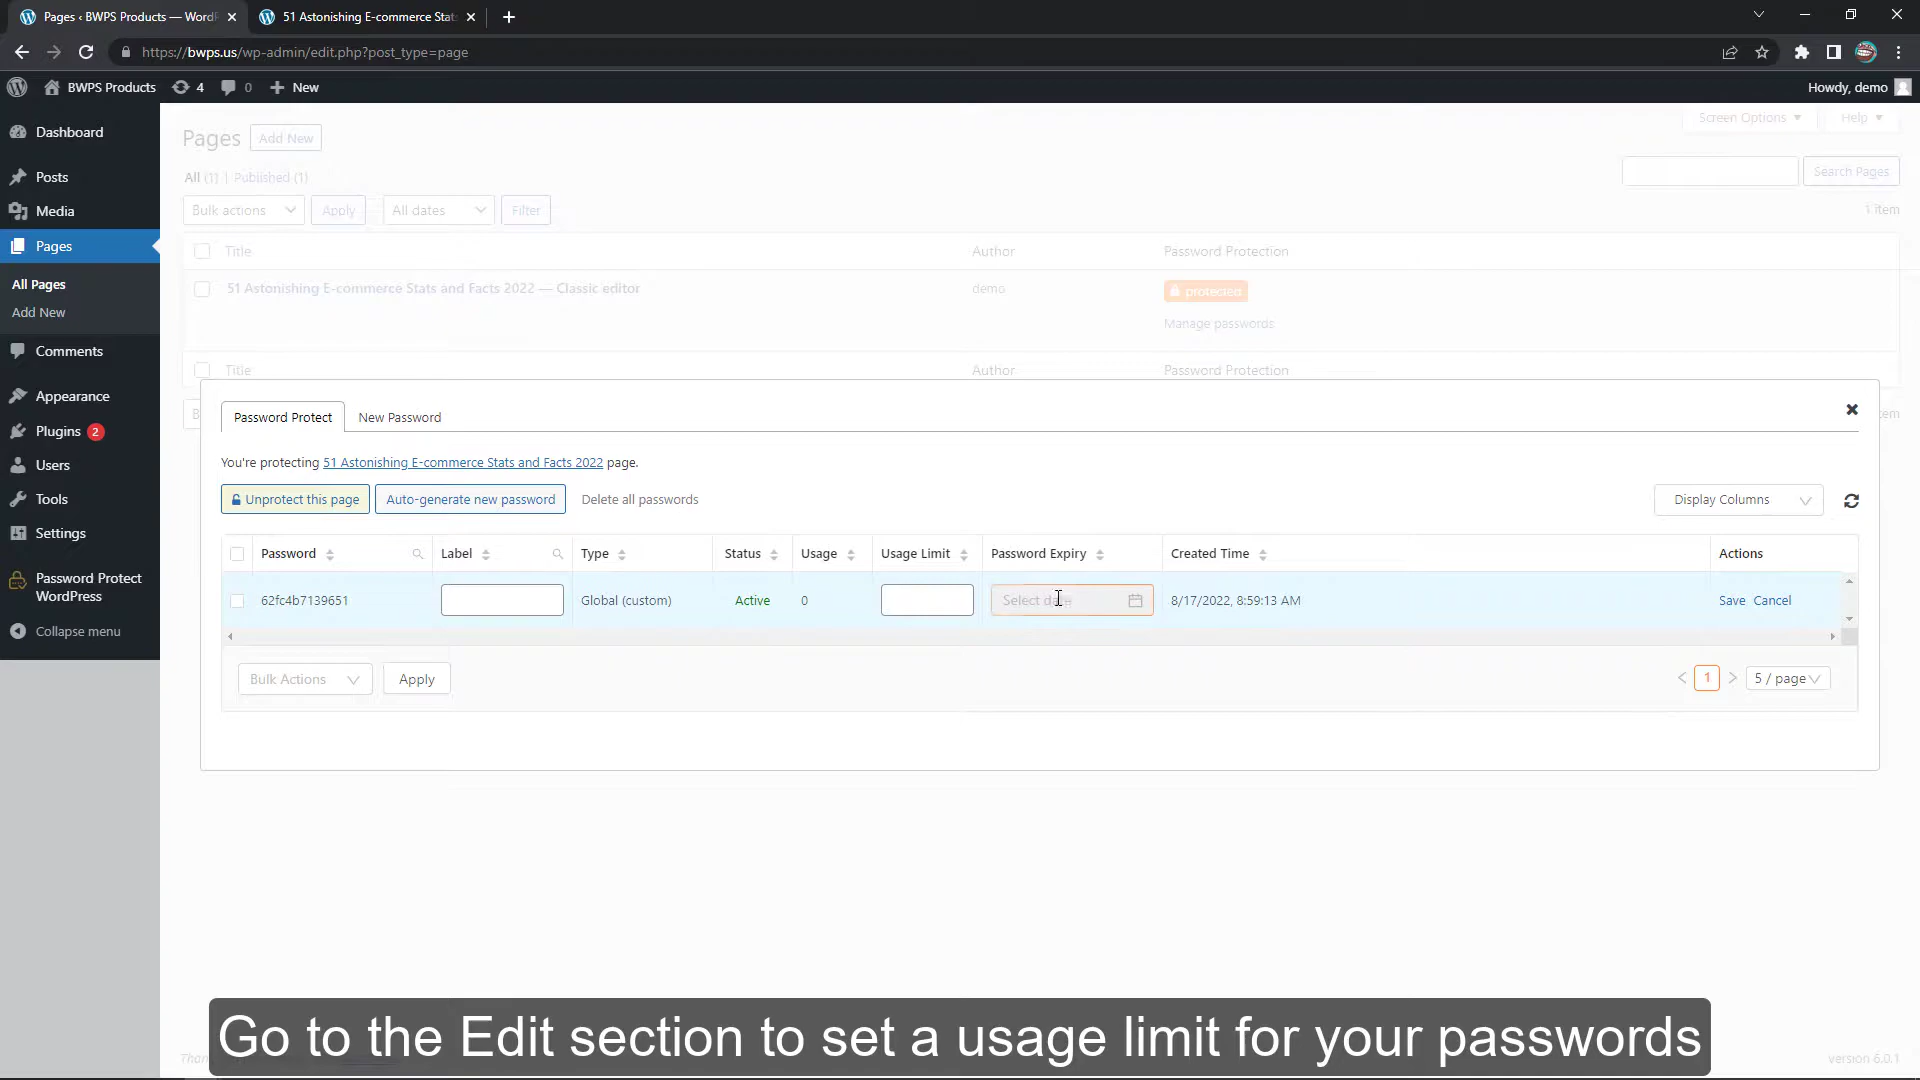 Pages ‹ BWPS Products — WordP
51 Astonishing E-commerce Stats
https://bwps.us/wp-admin/edit.php?post_type=page
BWPS Products
4
0
New
Howdy, demo
Dashboard
Posts
Media
Pages
All Pages
Add New
Comments
Appearance
Plugins 2
Users
Tools
Settings
Password Protect
WordPress
Collapse menu
Pages
Add New
Screen Options
Help
All (1) | Published (1)
Search Pages
Bulk actions
Apply
All dates
Filter
1 item
Title
Author
Password Protection
51 Astonishing E-commerce Stats and Facts 2022 — Classic editor
demo
protected
Manage passwords
Title
Author
Password Protection
B
em
Password Protect
New Password
You're protecting 51 Astonishing E-commerce Stats and Facts 2022 page.
Unprotect this page
Auto-generate new password
Delete all passwords
Display Columns
Password
Label
Type
Status
Usage
Usage Limit
Password Expiry
Created Time
Actions
62fc4b7139651
Global (custom)
Active
0
Select date
8/17/2022, 8:59:13 AM
Save Cancel
Bulk Actions
Apply
1
5 / page
Go to the Edit section to set a usage limit for your passwords
Than
version 6.0.1